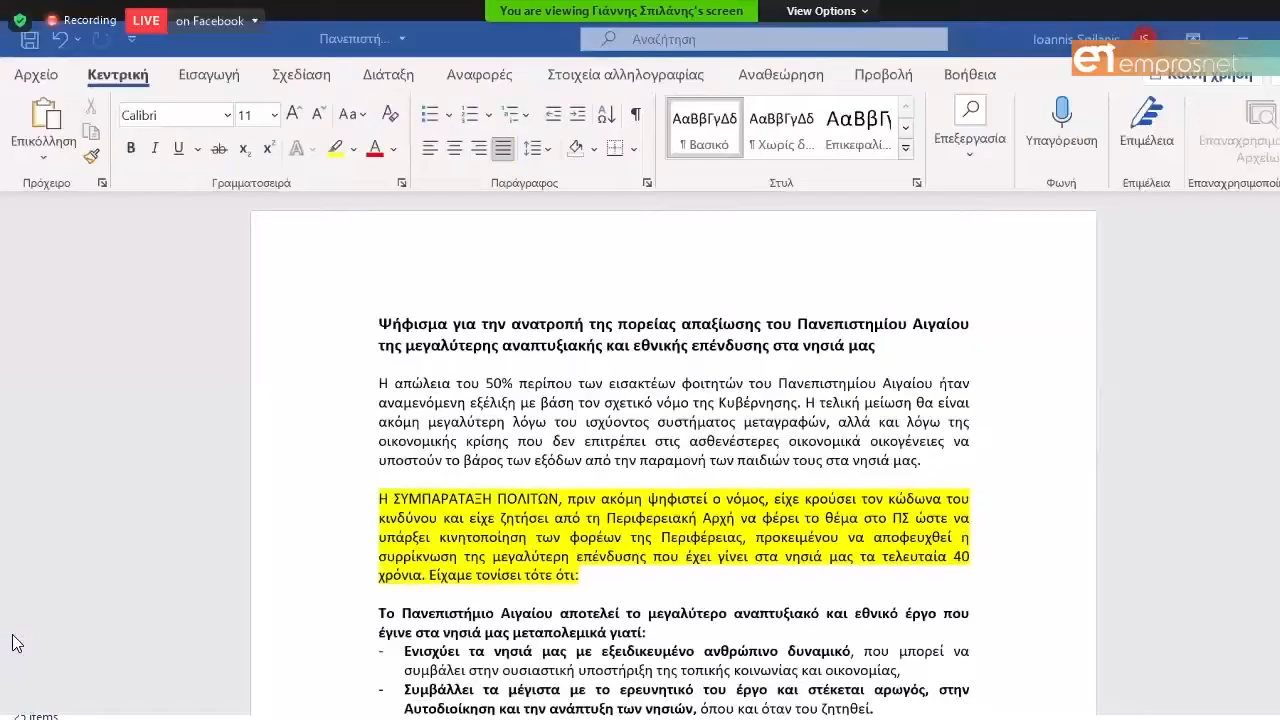 Recording LIVE on Facebook
You are viewing Γιάννης Σπιλάνης's screen
View Options
Πανεπιστή...
Αναζήτηση
Ioannis Spilanis
JS
emprosnet
Αρχείο Κεντρική Εισαγωγή Σχεδίαση Διάταξη Αναφορές Στοιχεία αλληλογραφίας Αναθεώρηση Προβολή Βοήθεια Κοινή χρήση
Calibri 11
ΑαΒβΓγΔδ ΑαΒβΓγΔδ ΑαΒβΓγ
Επικόλληση
¶ Βασικό ¶ Χωρίς δ... Επικεφαλί...
Επεξεργασία
Υπαγόρευση
Επιμέλεια
Επαναχρησιμο
Αρχείω
Πρόχειρο Γραμματοσειρά Παράγραφος Στυλ Φωνή Επιμέλεια Επαναχρησιμοποί
Ψήφισμα για την ανατροπή της πορείας απαξίωσης του Πανεπιστημίου Αιγαίου
της μεγαλύτερης αναπτυξιακής και εθνικής επένδυσης στα νησιά μας
Η απώλεια του 50% περίπου των εισακτέων φοιτητών του Πανεπιστημίου Αιγαίου ήταν
αναμενόμενη εξέλιξη με βάση τον σχετικό νόμο της Κυβέρνησης. Η τελική μείωση θα είναι
ακόμη μεγαλύτερη λόγω του ισχύοντος συστήματος μεταγραφών, αλλά και λόγω της
οικονομικής κρίσης που δεν επιτρέπει στις ασθενέστερες οικονομικά οικογένειες να
υποστούν το βάρος των εξόδων από την παραμονή των παιδιών τους στα νησιά μας.
Η ΣΥΜΠΑΡΑΤΑΞΗ ΠΟΛΙΤΩΝ, πριν ακόμη ψηφιστεί ο νόμος, είχε κρούσει τον κώδωνα του
κινδύνου και είχε ζητήσει από τη Περιφερειακή Αρχή να φέρει το θέμα στο ΠΣ ώστε να
υπάρξει κινητοποίηση των φορέων της Περιφέρειας, προκειμένου να αποφευχθεί η
συρρίκνωση της μεγαλύτερη επένδυσης που έχει γίνει στα νησιά μας τα τελευταία 40
χρόνια. Είχαμε τονίσει τότε ότι:
Το Πανεπιστήμιο Αιγαίου αποτελεί το μεγαλύτερο αναπτυξιακό και εθνικό έργο που
έγινε στα νησιά μας μεταπολεμικά γιατί:
- Ενισχύει τα νησιά μας με εξειδικευμένο ανθρώπινο δυναμικό, που μπορεί να
συμβάλει στην ουσιαστική υποστήριξη της τοπικής κοινωνίας και οικονομίας,
- Συμβάλλει τα μέγιστα με το ερευνητικό του έργο και στέκεται αρωγός, στην
Αυτοδιοίκηση και την ανάπτυξη των νησιών, όπου και όταν του ζητηθεί.
items